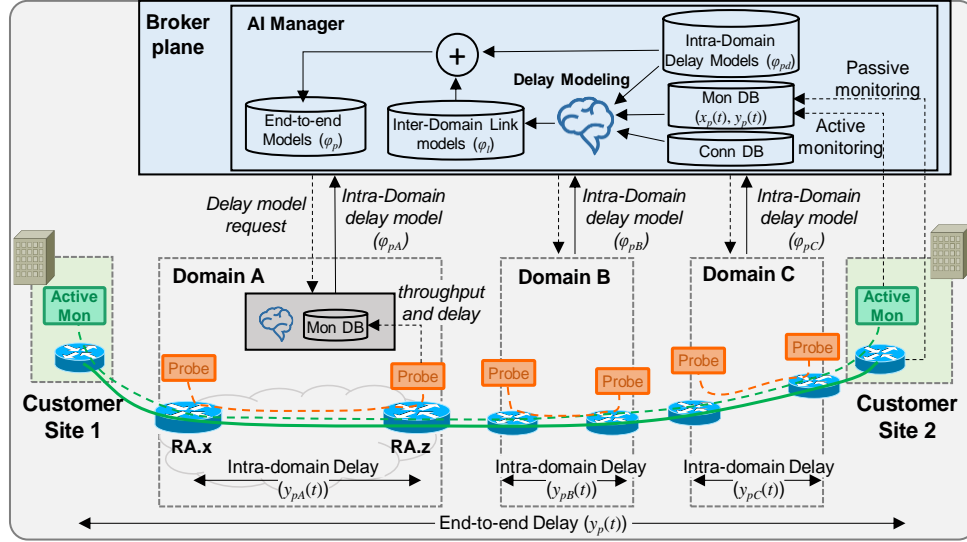 Broker
plane
AI Manager
Intra-Domain
Delay Models (φpd)
Delay Modeling
Passive
monitoring
Mon DB
(xp(t), yp(t))
End-to-end
Models (φp)
Inter-Domain Link
models (φl)
Active
monitoring
Conn DB
Delay model
request
Intra-Domain
delay model
(φpA)
Intra-Domain
delay model
(φpB)
Intra-Domain
delay model
(φpC)
Domain A
Domain B
Domain C
throughput
and delay
Mon DB
Active
Mon
Active
Mon
Probe
Probe
Probe
Probe
Probe
Probe
Customer
Site 1
Customer
Site 2
RA.x
RA.z
Intra-domain Delay
(ypA(t))
Intra-domain Delay
(ypB(t))
Intra-domain Delay
(ypC(t))
End-to-end Delay (yp(t))